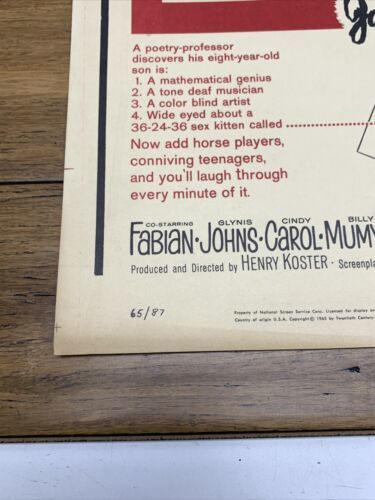 A poetry-professor
discovers his eight-year-old
son is:
1. A mathematical genius
2. A tone deaf musician
3. A color blind artist
4. Wide eyed about a
36-24-36 sex kitten called
Now add horse players,
conniving teenagers,
and you'll laugh through
every minute of it.
CO-STARRING GLYNIS CINDY BILLY
FABIAN·JOHNS·CAROL·MUMY
Produced and Directed by HENRY KOSTER · Screenpla
65/87
Property of National Screen Service Corp. Licensed for display on
Country of origin U.S.A. Copyright © 1965 by Twentieth Century-